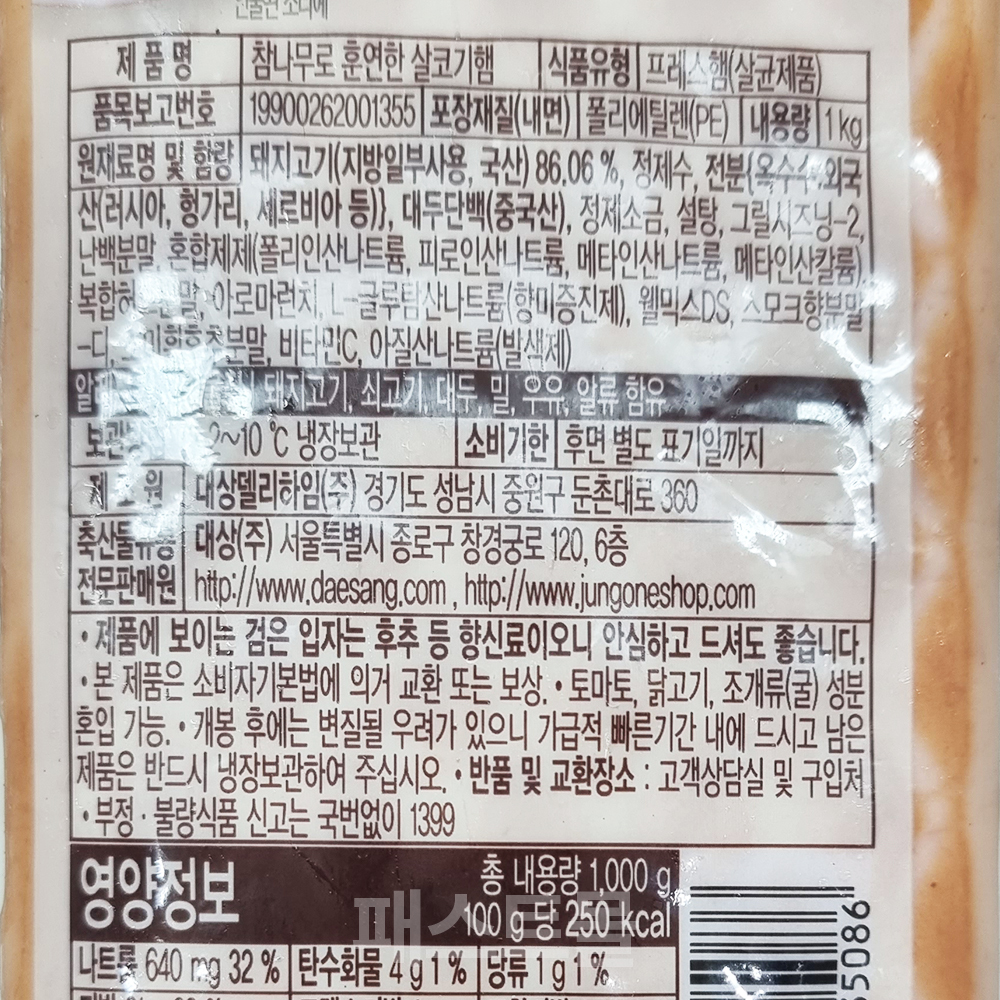 제품명 참나무로 훈연한 살코기햄 식품유형 프레스햄(살균제품)
품목보고번호 19900262001355 포장재질(내면) 폴리에틸렌(PE) 내용량 1kg
원재료명 및 함량 돼지고기(지방일부사용, 국산) 86.06 %, 정제수, 전분{옥수수:외국
산(러시아, 헝가리, 세르비아 등)}, 대두단백(중국산), 정제소금, 설탕, 그릴시즈닝-2,
난백분말, 혼합제제(폴리인산나트륨, 피로인산나트륨, 메타인산나트륨, 메타인산칼륨),
아로마런치, L-글루탐산나트륨(향미증진제), 웰믹스DS, 스모크향분말
분말, 비타민C, 아질산나트륨(발색제)
돼지고기, 쇠고기, 대두, 밀, 우유, 알류 함유
2~10 ℃ 냉장보관 소비기한 후면 별도 표기일까지
제조원 대상델리하임(주) 경기도 성남시 중원구 둔촌대로 360
축산물유통 대상(주) 서울특별시 종로구 창경궁로 120, 6층
전문판매원 http://www.daesang.com , http://www.jungoneshop.com
• 제품에 보이는 검은 입자는 후추 등 향신료이오니 안심하고 드셔도 좋습니다.
• 본 제품은 소비자기본법에 의거 교환 또는 보상. • 토마토, 닭고기, 조개류(굴) 성분
혼입 가능. • 개봉 후에는 변질될 우려가 있으니 가급적 빠른기간 내에 드시고 남은
제품은 반드시 냉장보관하여 주십시오. • 반품 및 교환장소 : 고객상담실 및 구입처
• 부정·불량식품 신고는 국번없이 1399
영양정보 총 내용량 1,000 g
100 g 당 250 kcal
패스트몰
나트륨 640 mg 32 % 탄수화물 4 g 1 % 당류 1 g 1 %
65086